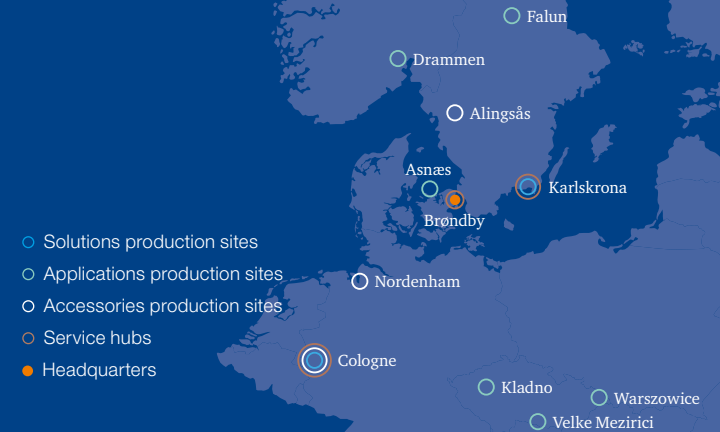 Falun
Drammen
Alingsås
Asnæs
Karlskrona
Brøndby
Solutions production sites
Applications production sites
Nordenham
Accessories production sites
Service hubs
Cologne
Headquarters
Kladno
Warszowice
Velke Mezirici